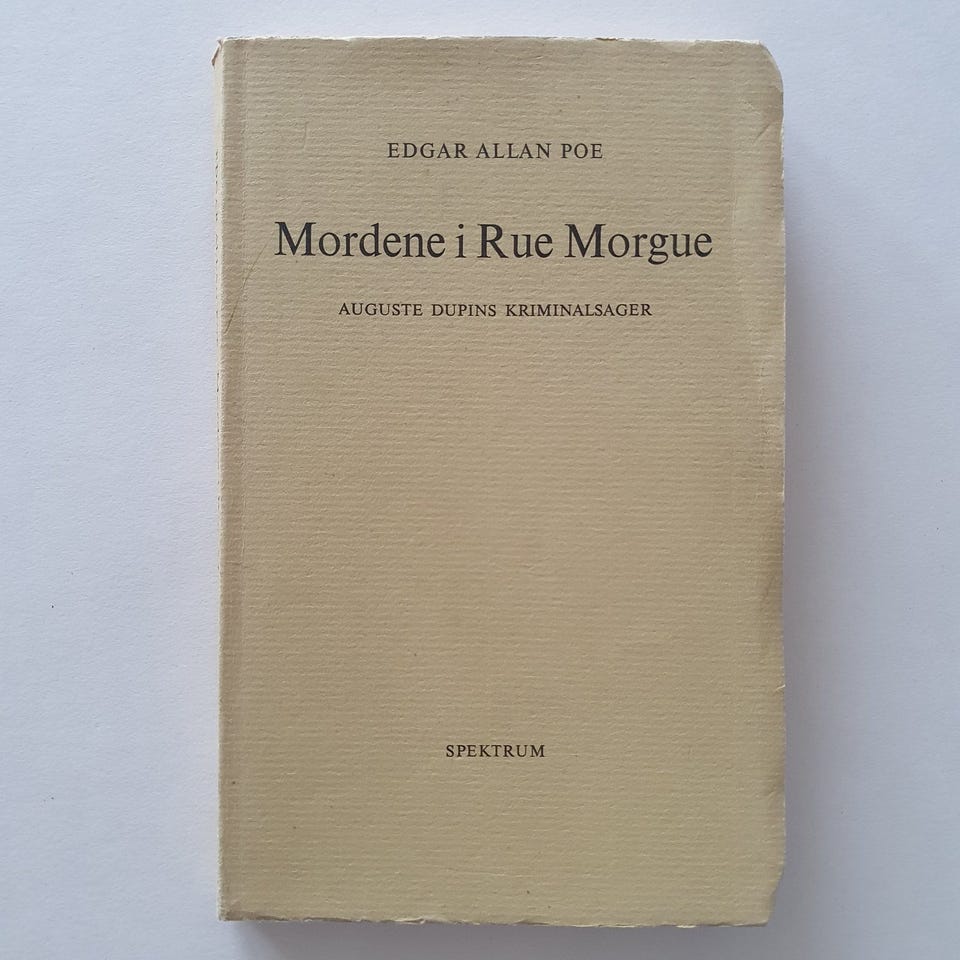 EDGAR ALLAN POE
Mordene i Rue Morgue
AUGUSTE DUPINS KRIMINALSAGER
SPEKTRUM